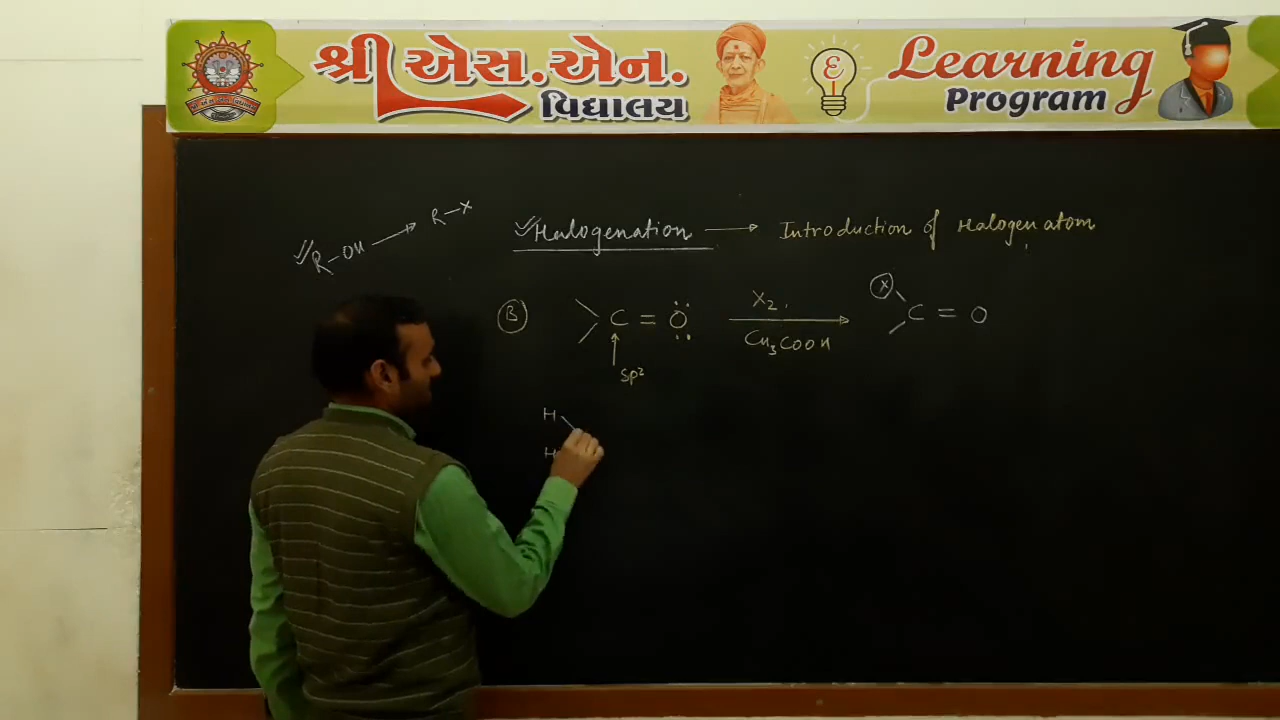 શ્રી એસ.એન.
વિદ્યાલય
Learning
Program
R-OH → R-X
Halogenation → Introduction of Halogen atom
B >C=O X2. CH3COOH → X C=O
sp²
H
H